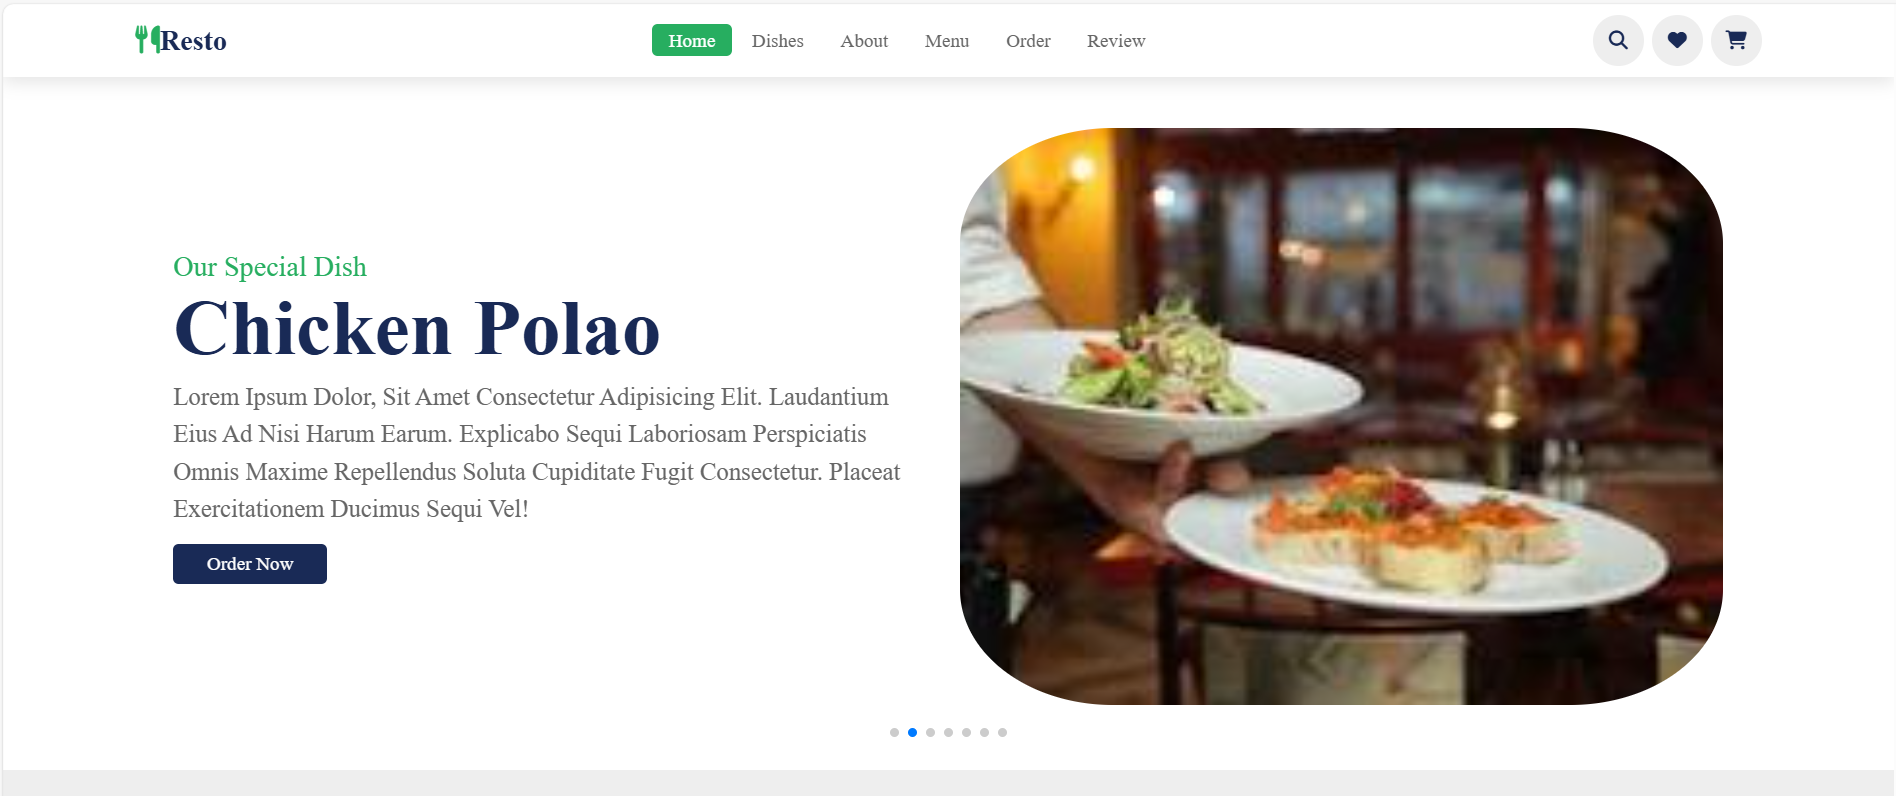 Resto
Home
Dishes
About
Menu
Order
Review
Our Special Dish
Chicken Polao
Lorem Ipsum Dolor, Sit Amet Consectetur Adipisicing Elit. Laudantium
Eius Ad Nisi Harum Earum. Explicabo Sequi Laboriosam Perspiciatis
Omnis Maxime Repellendus Soluta Cupiditate Fugit Consectetur. Placeat
Exercitationem Ducimus Sequi Vel!
Order Now